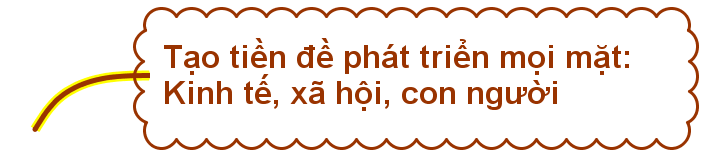 Tạo tiền đề phát triển mọi mặt:
Kinh tế, xã hội, con người